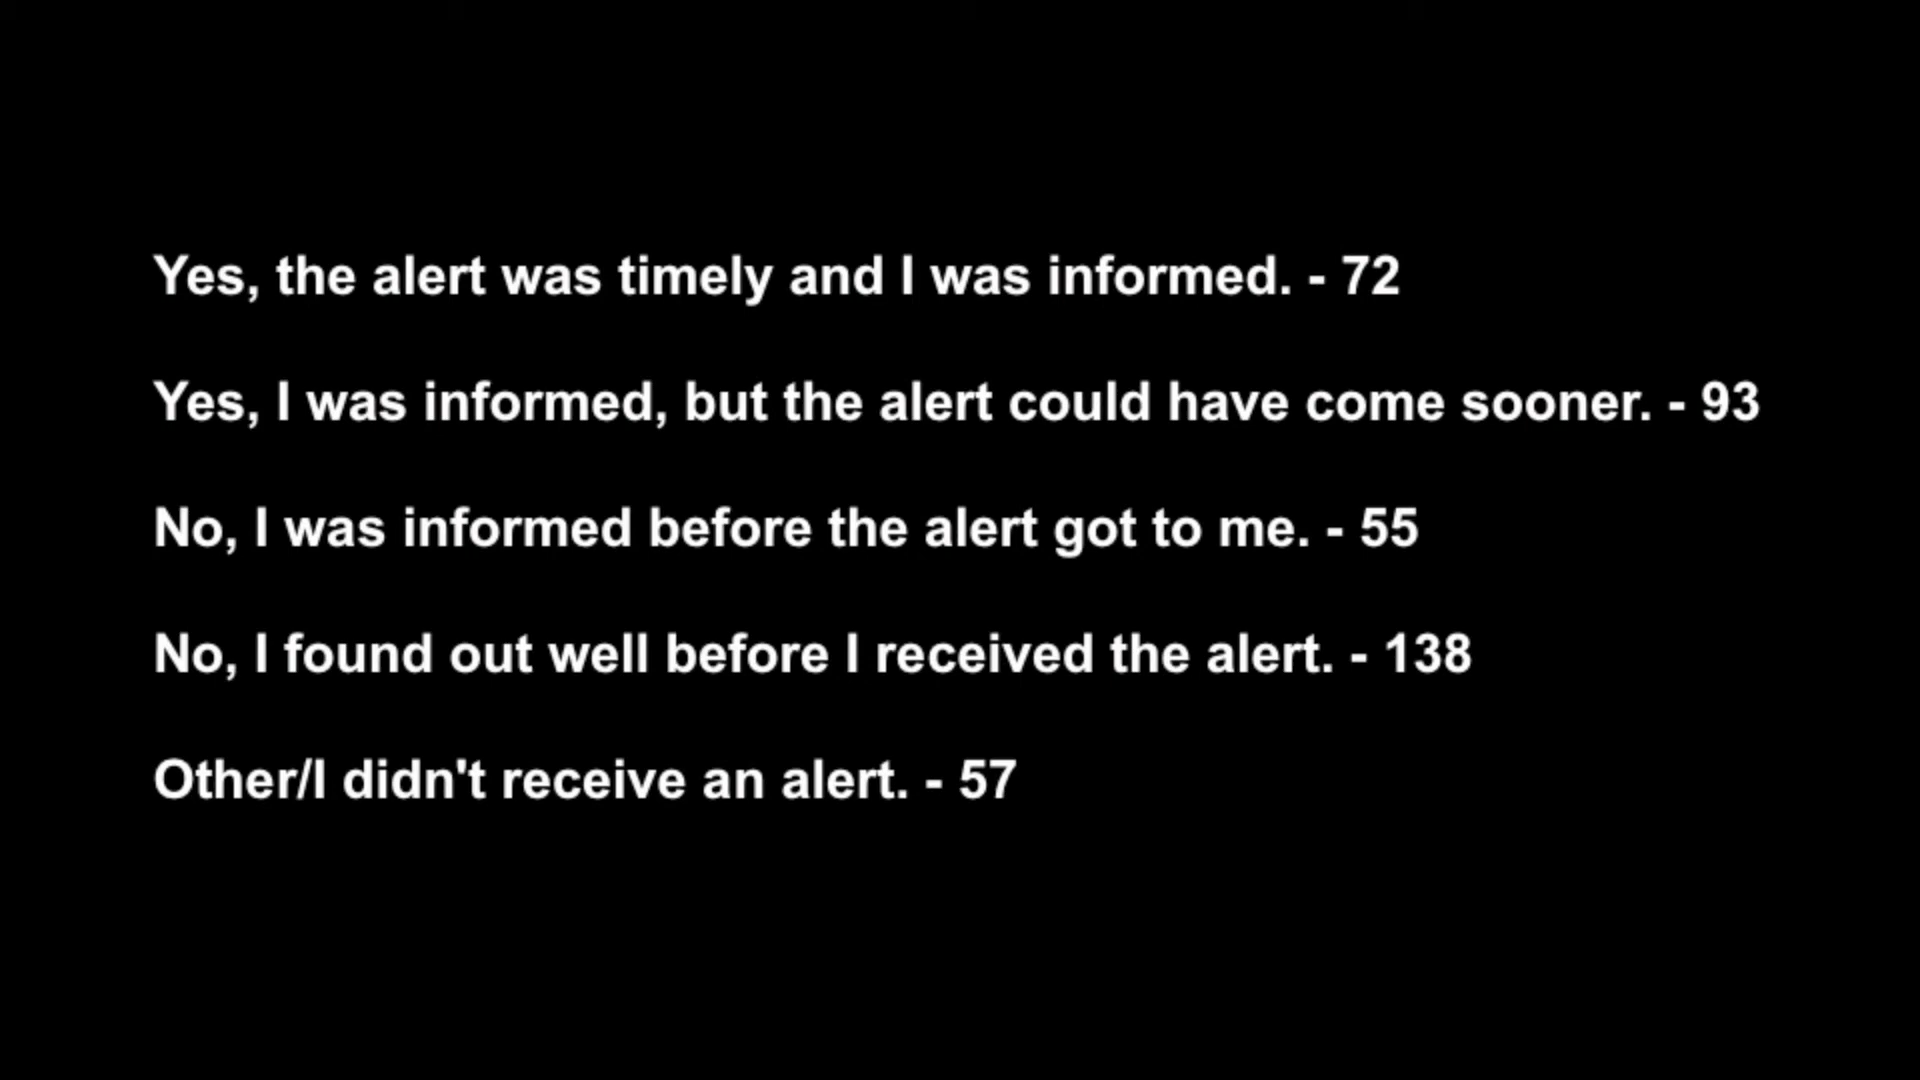 Yes, the alert was timely and I was informed. - 72
Yes, I was informed, but the alert could have come sooner. - 93
No, I was informed before the alert got to me. - 55
No, I found out well before I received the alert. - 138
Other/I didn't receive an alert. - 57